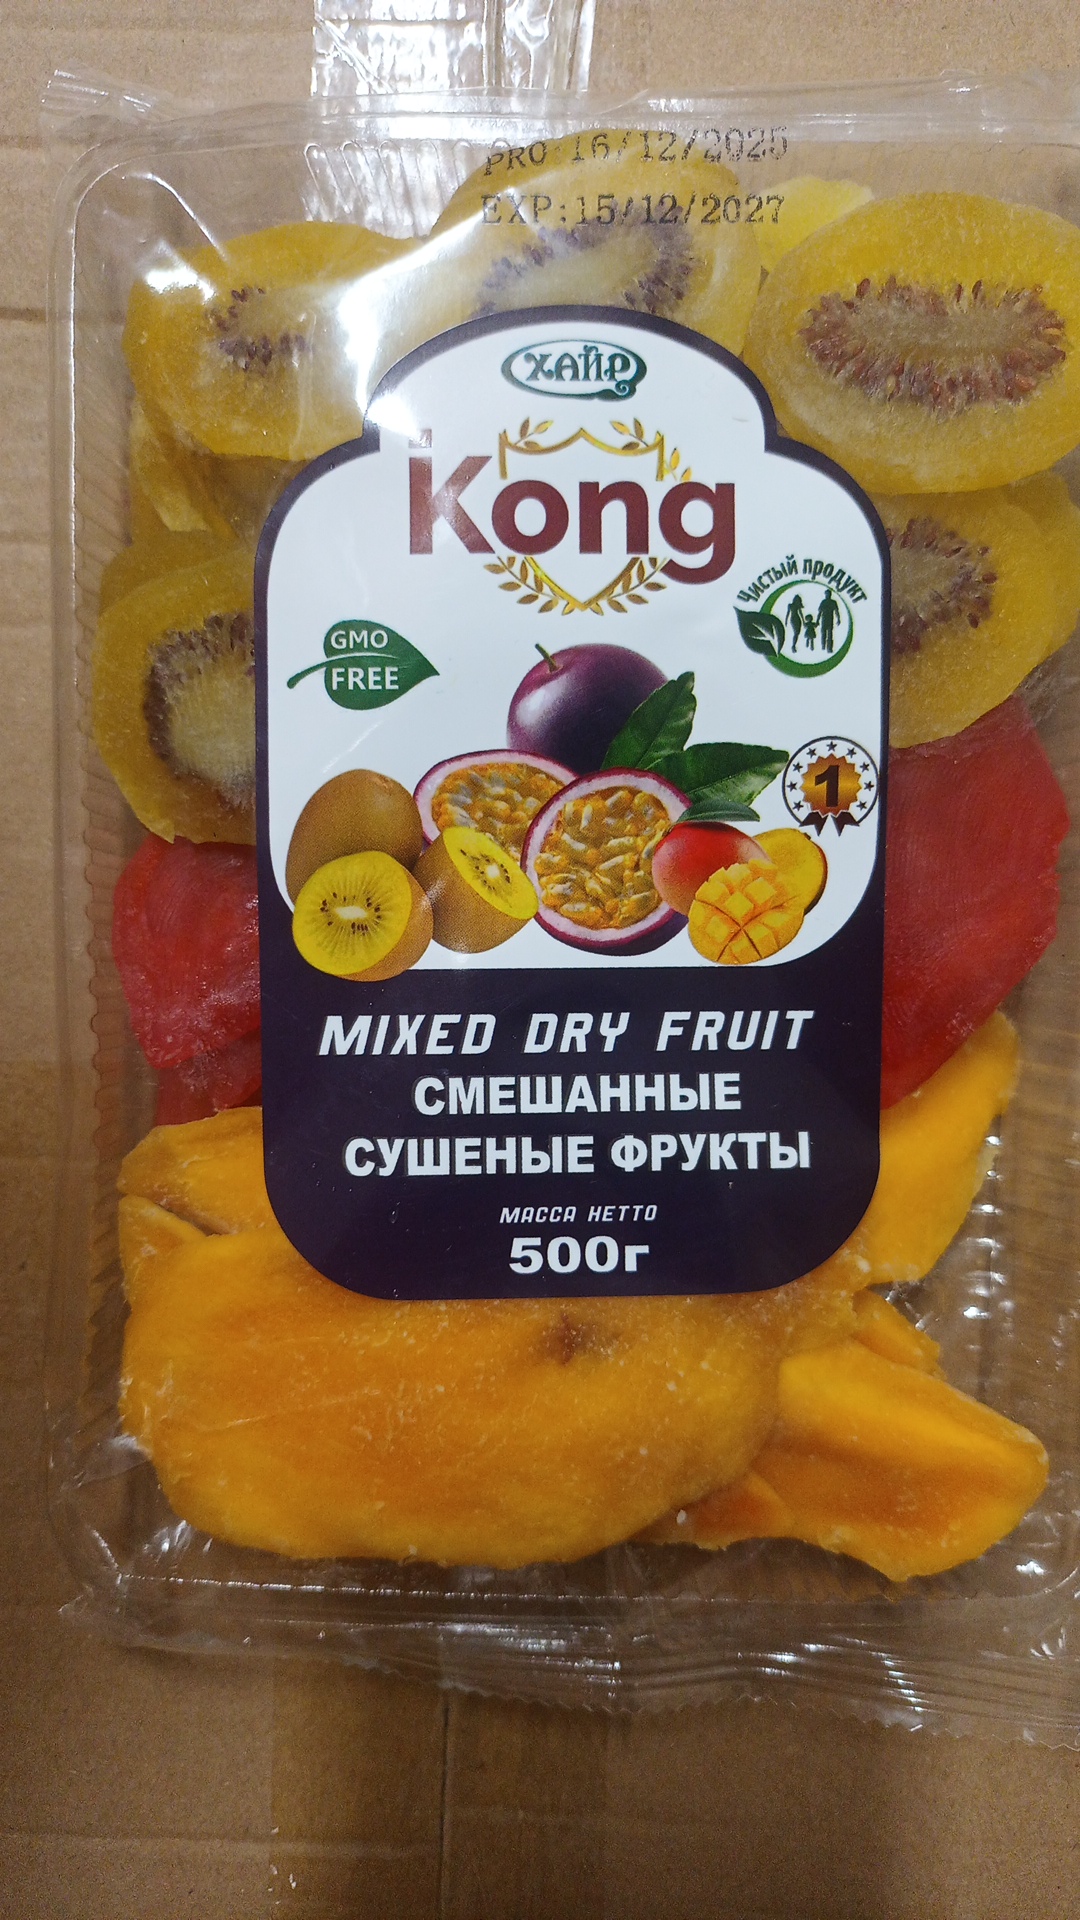 PRO:16/12/2025
EXP:15/12/2027
ХАЙР
Kong
Чистый продукт
GMO
FREE
1
MIXED DRY FRUIT
СМЕШАННЫЕ
СУШЕНЫЕ ФРУКТЫ
МАССА НЕТТО
500г